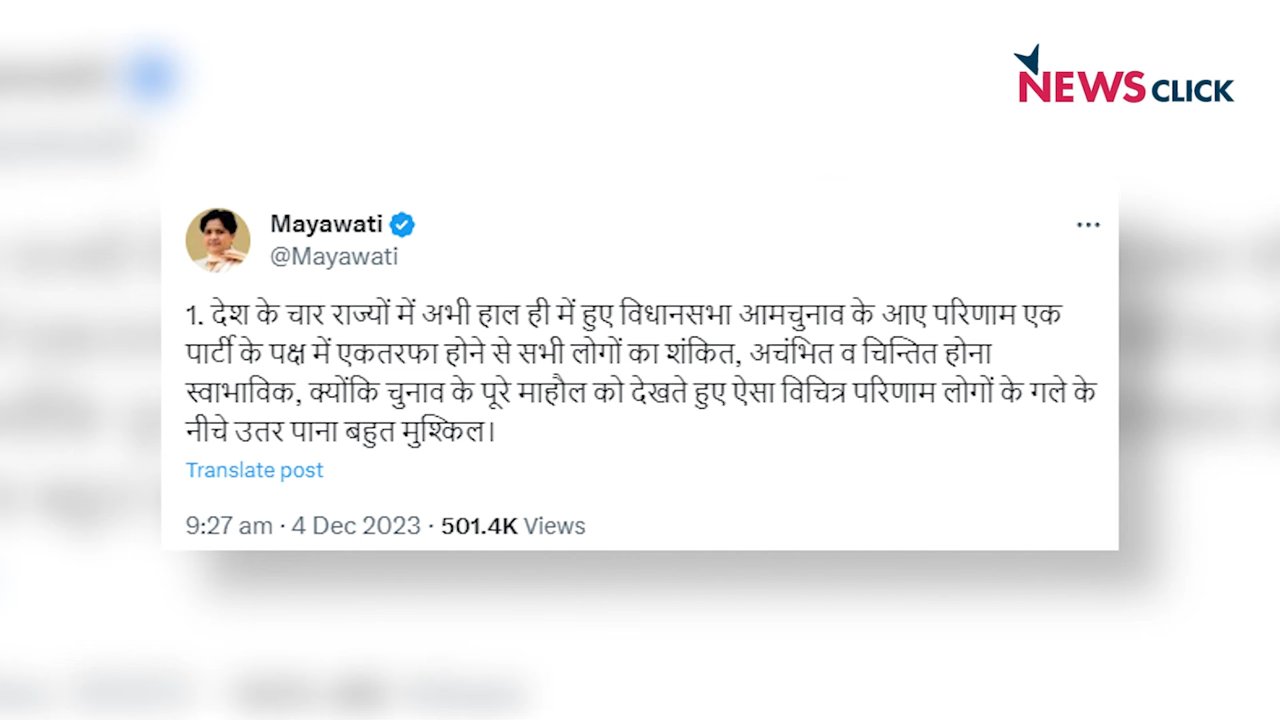 NEWS CLICK
Mayawati
@Mayawati
1. देश के चार राज्यों में अभी हाल ही में हुए विधानसभा आमचुनाव के आए परिणाम एक
पार्टी के पक्ष में एकतरफा होने से सभी लोगों का शंकित, अचंभित व चिन्तित होना
स्वाभाविक, क्योंकि चुनाव के पूरे माहौल को देखते हुए ऐसा विचित्र परिणाम लोगों के गले के
नीचे उतर पाना बहुत मुश्किल।
Translate post
9:27 am · 4 Dec 2023 · 501.4K Views